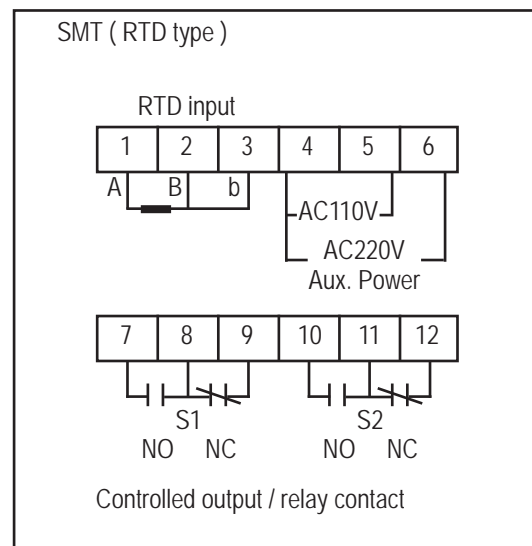 SMT ( RTD type )
RTD input
1 2 3 4 5 6
A B b
AC110V
AC220V
Aux. Power
7 8 9 10 11 12
S1 S2
NO NC NO NC
Controlled output / relay contact